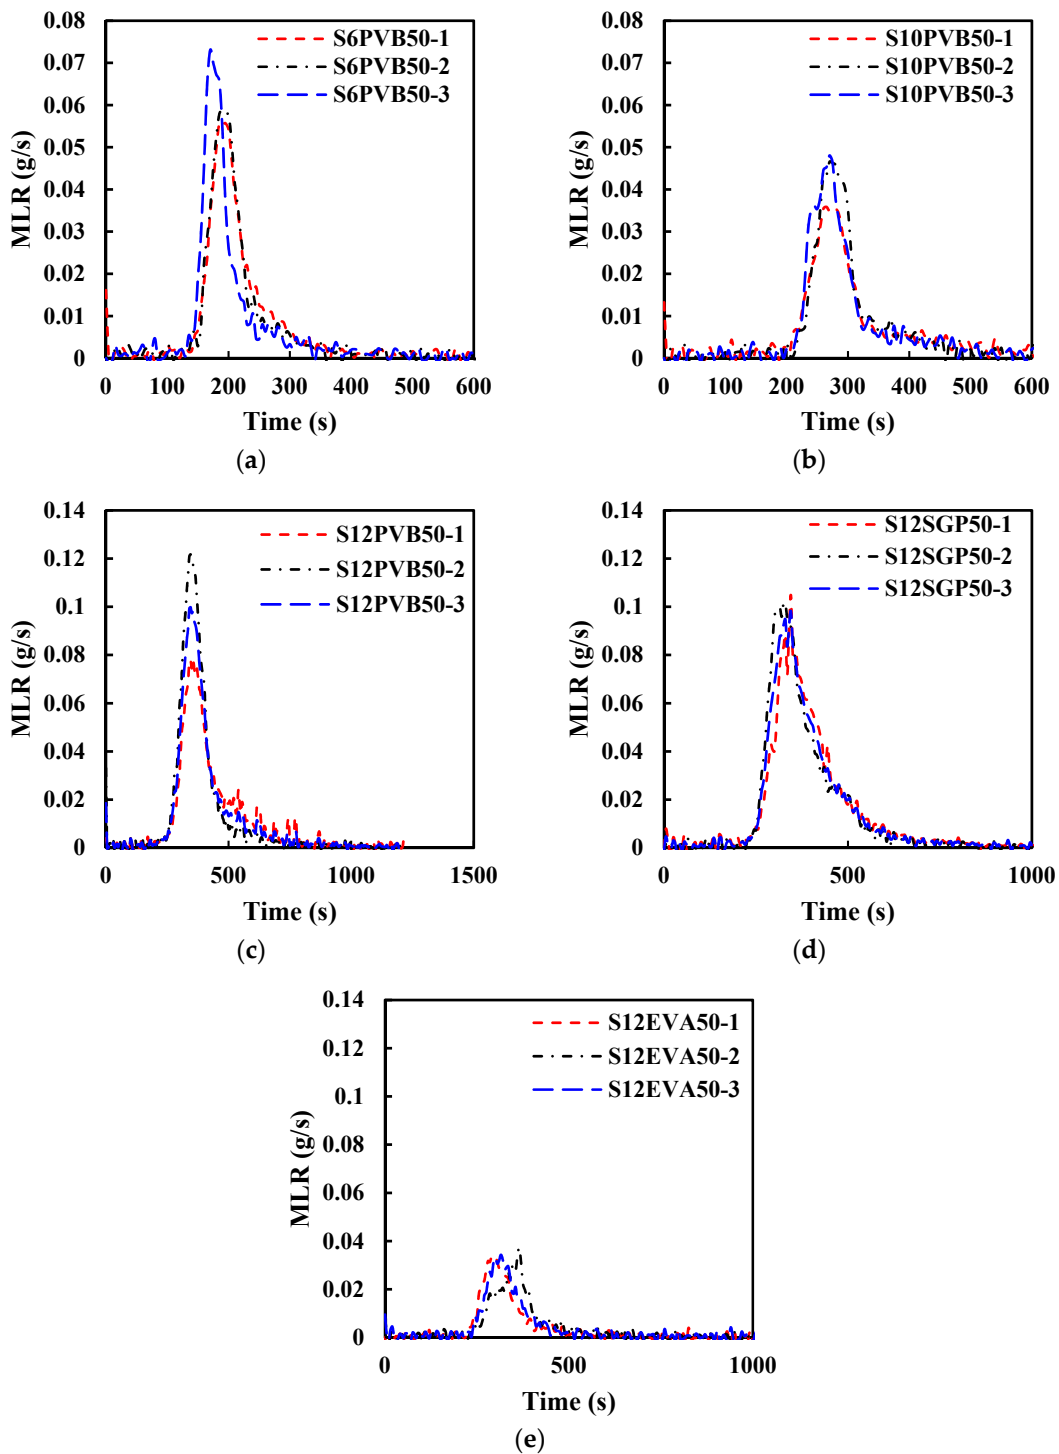 0.08
0.07
0.06
0.05
0.04
0.03
0.02
0.01
0
MLR (g/s)
S6PVB50-1
S6PVB50-2
S6PVB50-3
0 100 200 300 400 500 600
Time (s)
(a)
0.08
0.07
0.06
0.05
0.04
0.03
0.02
0.01
0
MLR (g/s)
S10PVB50-1
S10PVB50-2
S10PVB50-3
0 100 200 300 400 500 600
Time (s)
(b)
0.14
0.12
0.1
0.08
0.06
0.04
0.02
0
MLR (g/s)
S12PVB50-1
S12PVB50-2
S12PVB50-3
0 500 1000 1500
Time (s)
(c)
0.14
0.12
0.1
0.08
0.06
0.04
0.02
0
MLR (g/s)
S12SGP50-1
S12SGP50-2
S12SGP50-3
0 500 1000
Time (s)
(d)
0.14
0.12
0.1
0.08
0.06
0.04
0.02
0
MLR (g/s)
S12EVA50-1
S12EVA50-2
S12EVA50-3
0 500 1000
Time (s)
(e)